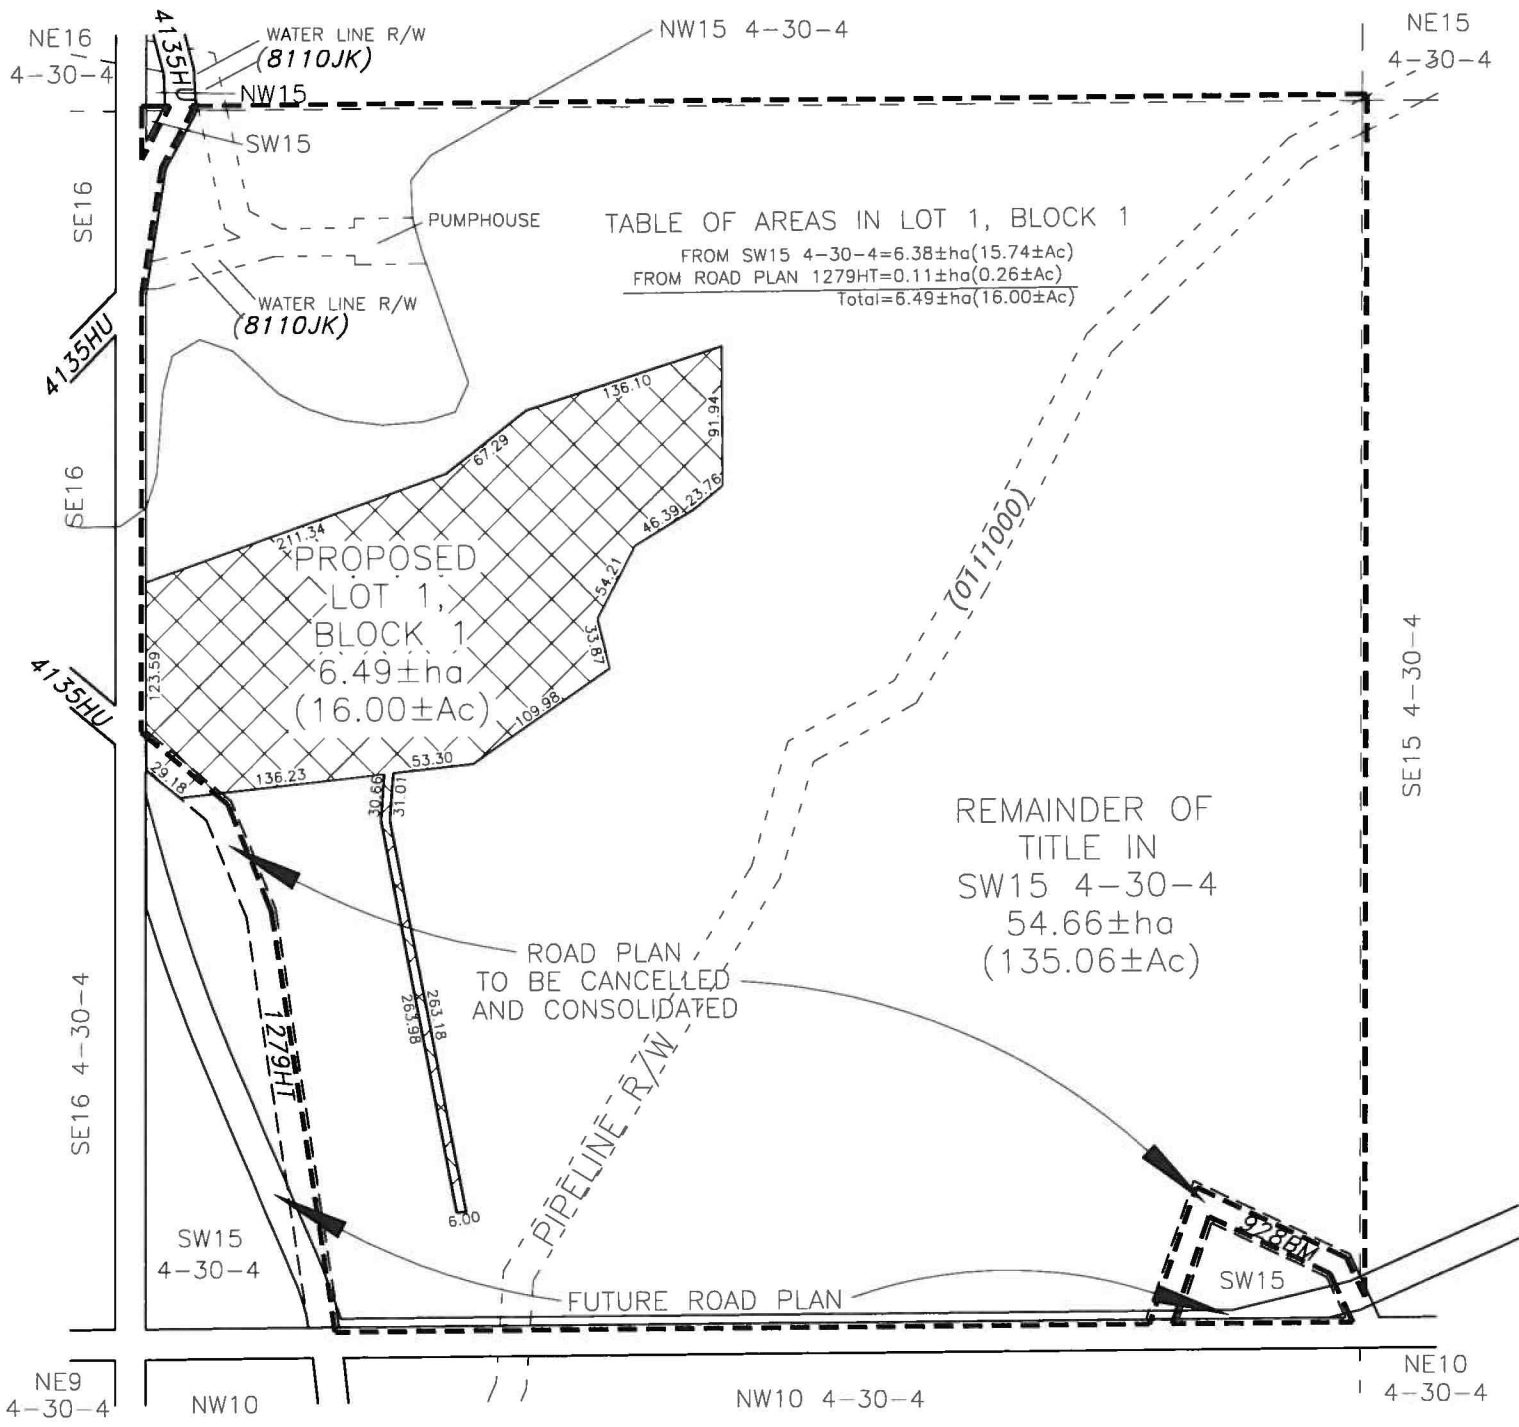 NE16
4-30-4
4135HU
WATER LINE R/W
(8110JK)
NW15
SW15
NW15 4-30-4
NE15
4-30-4
SE16
PUMPHOUSE
TABLE OF AREAS IN LOT 1, BLOCK 1
FROM SW15 4-30-4=6.38±ha(15.74±Ac)
FROM ROAD PLAN 1279HT=0.11±ha(0.26±Ac)
Total=6.49±ha(16.00±Ac)
WATER LINE R/W
(8110JK)
4135HU
136.10
91.94
67.29
23.76
46.39
SE16
211.34
PROPOSED
LOT 1,
BLOCK 1
6.49±ha
(16.00±Ac)
54.21
33.87
(0111000)
123.59
4135HU
109.98
53.30
29.18
136.23
30.66
31.01
SE15 4-30-4
REMAINDER OF
TITLE IN
SW15 4-30-4
54.66±ha
(135.06±Ac)
ROAD PLAN
TO BE CANCELLED
AND CONSOLIDATED
263.98
263.18
SE16 4-30-4
1279HT
PIPELINE R/W
6.00
SW15
4-30-4
928BM
SW15
FUTURE ROAD PLAN
NE9
4-30-4
NW10
NW10 4-30-4
NE10
4-30-4